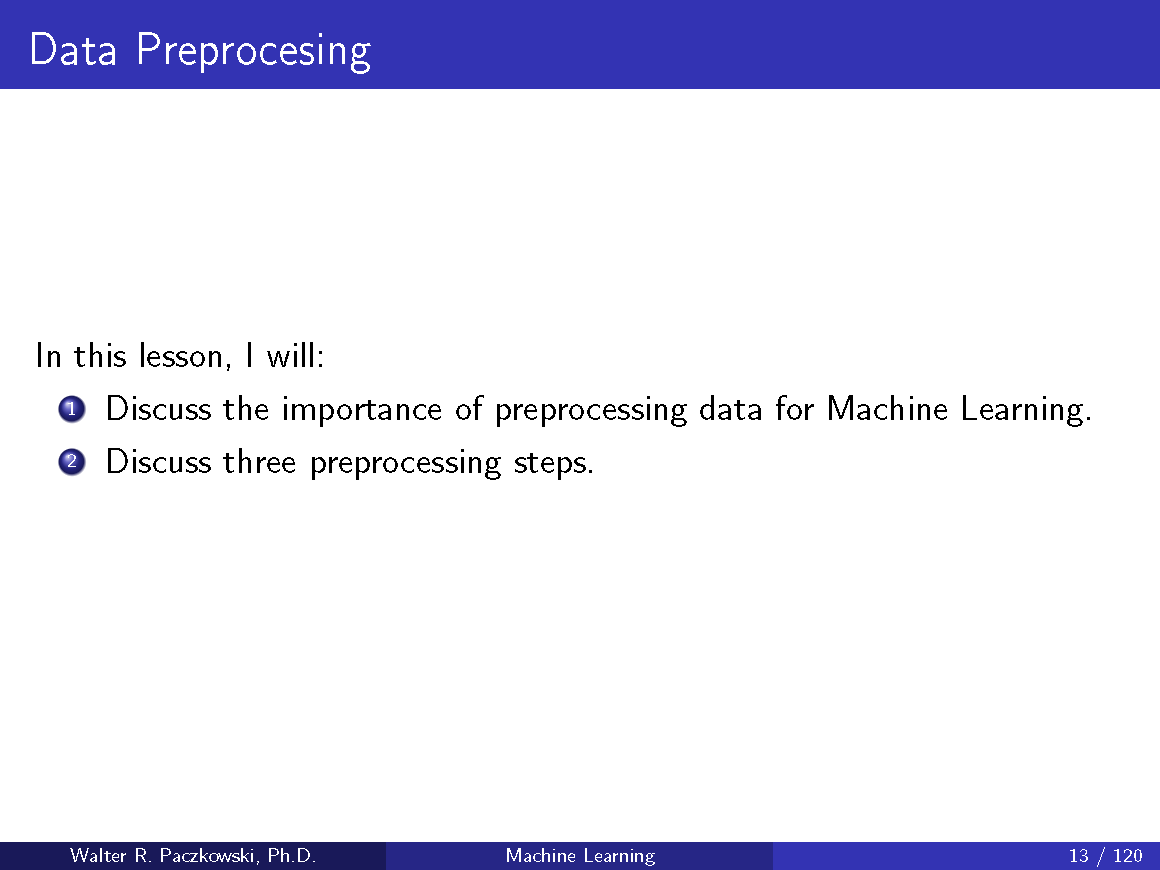 Data Preprocesing
In this lesson, I will:
1 Discuss the importance of preprocessing data for Machine Learning.
2 Discuss three preprocessing steps.
Walter R. Paczkowski, Ph.D. Machine Learning 13 / 120